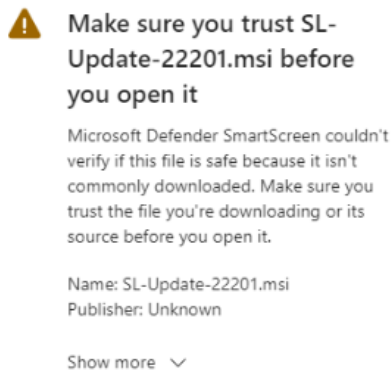 Make sure you trust SL-
Update-22201.msi before
you open it
Microsoft Defender SmartScreen couldn't
verify if this file is safe because it isn't
commonly downloaded. Make sure you
trust the file you're downloading or its
source before you open it.
Name: SL-Update-22201.msi
Publisher: Unknown
Show more